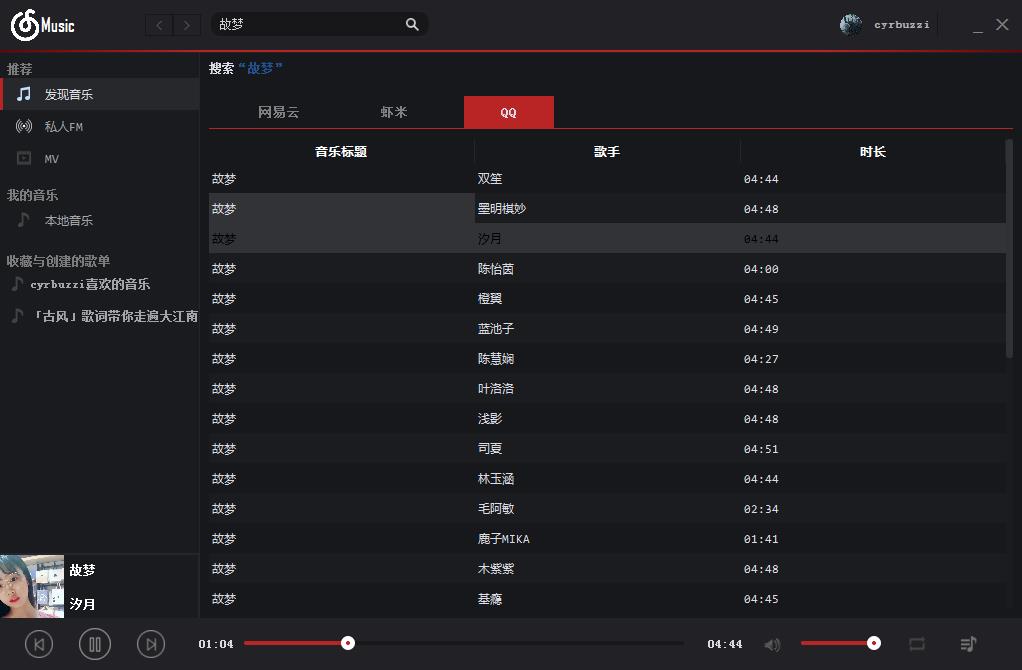 Music
故梦
cyrbuzzi
推荐
发现音乐
私人FM
MV
我的音乐
本地音乐
收藏与创建的歌单
cyrbuzzi喜欢的音乐
「古风」歌词带你走遍大江南
搜索“故梦”
网易云 虾米 QQ
音乐标题 歌手 时长
故梦 双笙 04:44
故梦 墨明棋妙 04:48
故梦 汐月 04:44
故梦 陈怡茵 04:00
故梦 橙翼 04:45
故梦 蓝池子 04:49
故梦 陈慧娴 04:27
故梦 叶洛洛 04:48
故梦 浅影 04:48
故梦 司夏 04:51
故梦 林玉涵 04:44
故梦 毛阿敏 02:34
故梦 鹿子MIKA 01:41
故梦 木紫紫 04:48
故梦 基瘾 04:45
故梦
汐月
01:04 04:44